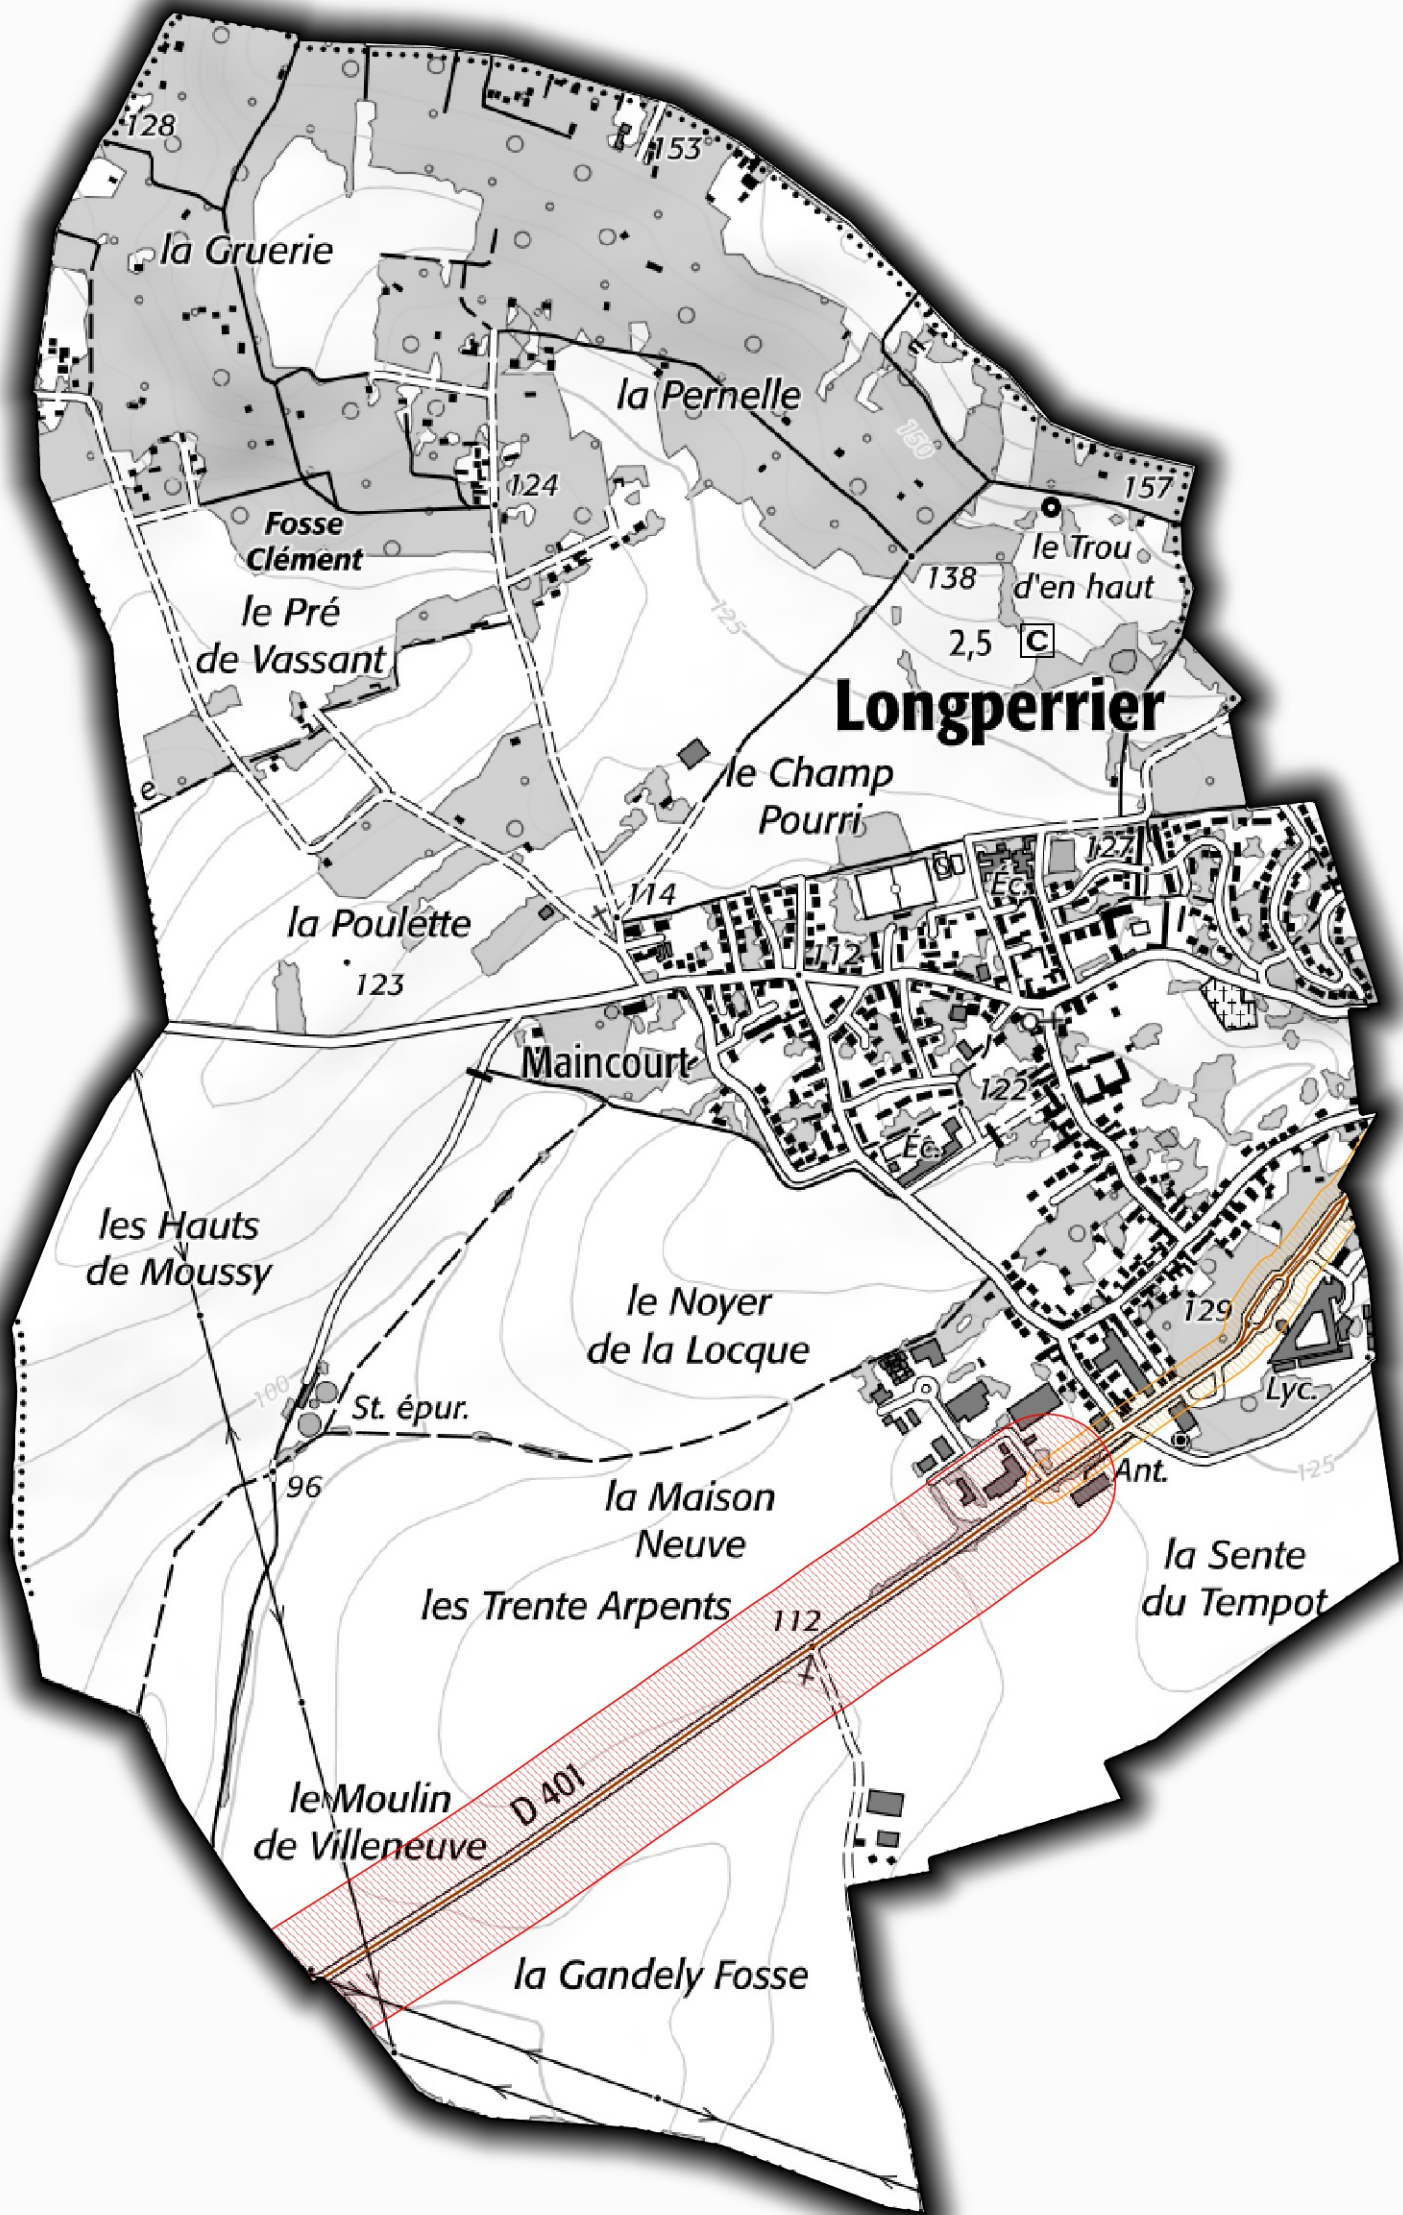 128
153
la Gruerie
la Pernelle
150
124
157
Fosse
Clément
le Trou
d'en haut
138
le Pré
de Vassant
125
2,5 C
Longperrier
le Champ
Pourri
e
127
Éc.
114
la Poulette
112
123
Maincourt
122
Éc.
les Hauts
de Moussy
le Noyer
de la Locque
129
100
St. épur.
Lyc.
96
Ant.
125
la Maison
Neuve
la Sente
du Tempot
les Trente Arpents
112
D 401
le Moulin
de Villeneuve
la Gandely Fosse